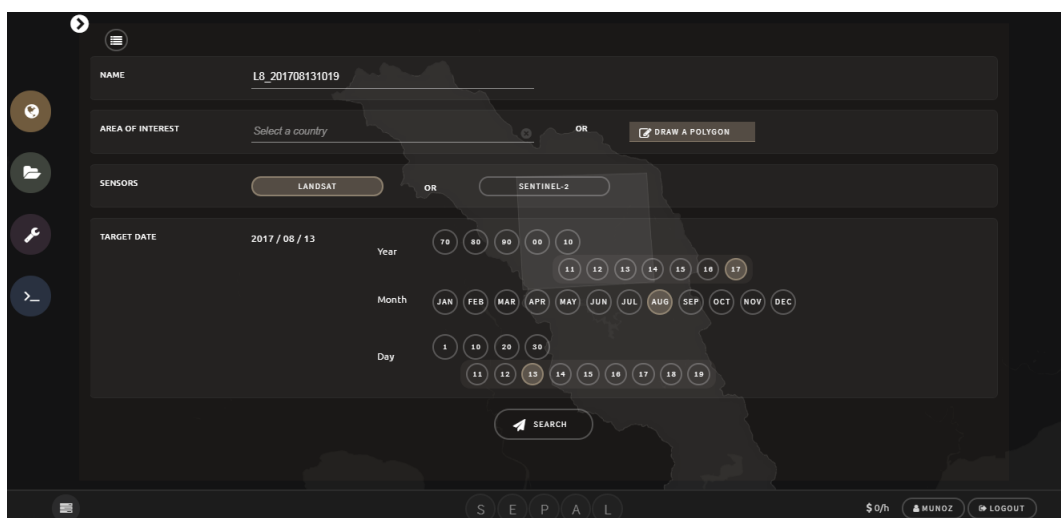 NAME L8_201708131019
AREA OF INTEREST Select a country OR DRAW A POLYGON
SENSORS LANDSAT OR SENTINEL-2
TARGET DATE 2017 / 08 / 13
Year 70 80 90 00 10
11 12 13 14 15 16 17
Month JAN FEB MAR APR MAY JUN JUL AUG SEP OCT NOV DEC
Day 1 10 20 30
11 12 13 14 15 16 17 18 19
SEARCH
S E P A L $ 0/h MUNOZ LOGOUT